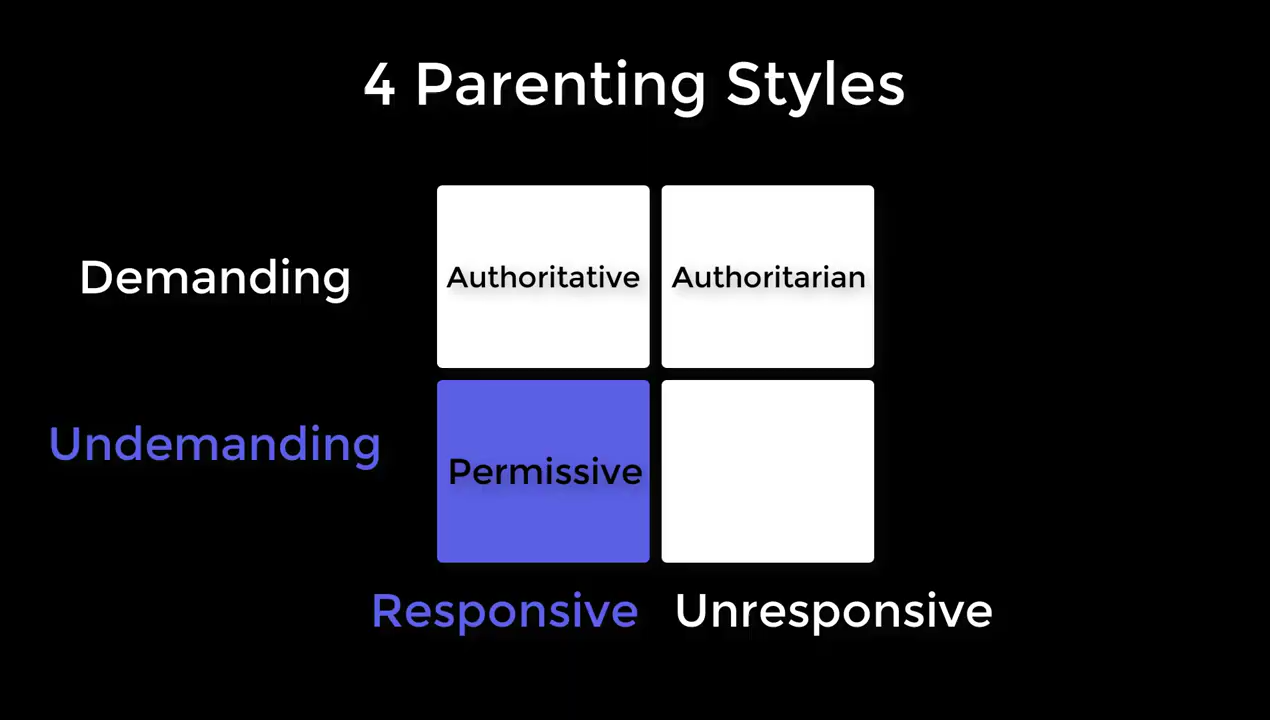 4 Parenting Styles
Demanding
Authoritative
Authoritarian
Undemanding
Permissive
Responsive
Unresponsive